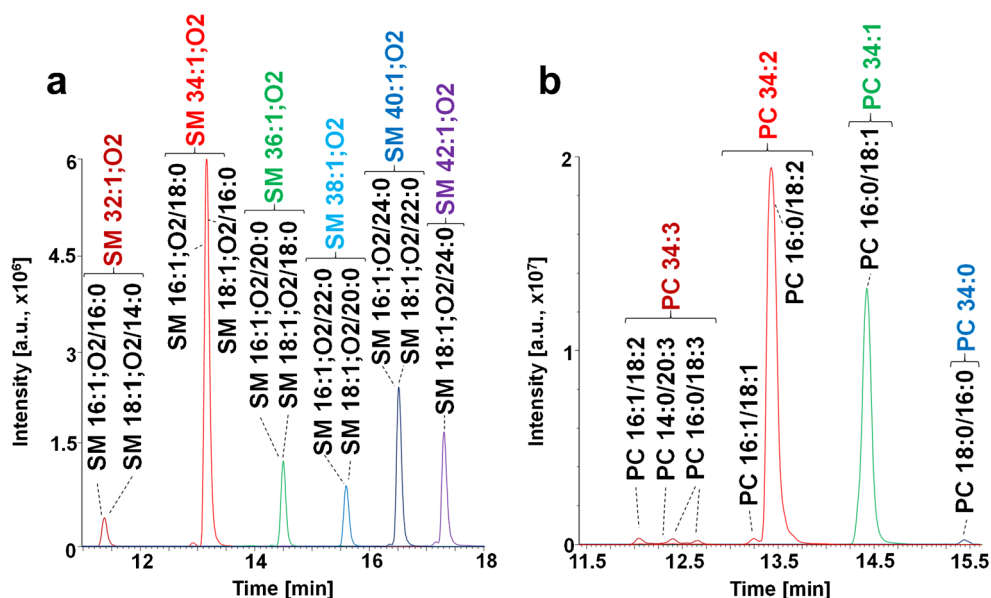 a
SM 32:1;O2
SM 34:1;O2
SM 36:1;O2
SM 38:1;O2
SM 40:1;O2
SM 42:1;O2
SM 16:1;O2/16:0
SM 18:1;O2/14:0
SM 16:1;O2/18:0
SM 18:1;O2/16:0
SM 16:1;O2/20:0
SM 18:1;O2/18:0
SM 16:1;O2/22:0
SM 18:1;O2/20:0
SM 16:1;O2/24:0
SM 18:1;O2/22:0
SM 18:1;O2/24:0
Intensity [a.u., x10⁶]
6
4.5
3
1.5
0
12
14
16
18
Time [min]
b
PC 34:3
PC 34:2
PC 34:1
PC 34:0
PC 16:1/18:2
PC 14:0/20:3
PC 16:0/18:3
PC 16:1/18:1
PC 16:0/18:2
PC 16:0/18:1
PC 18:0/16:0
Intensity [a.u., x10⁷]
2
1
0
11.5
12.5
13.5
14.5
15.5
Time [min]